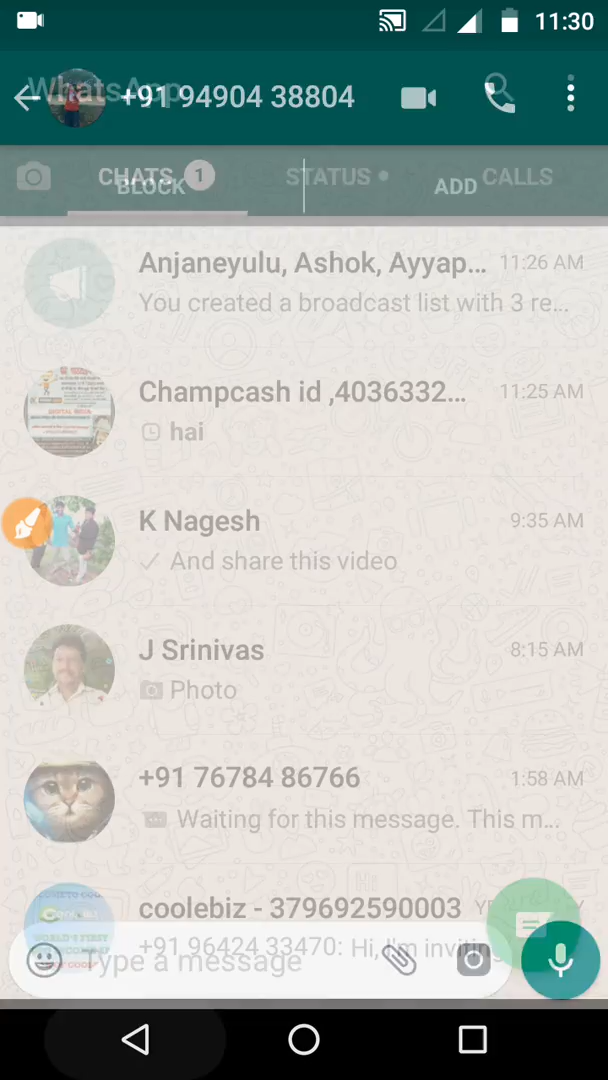 11:30
WhatsApp
+91 94904 38804
CHATS 1 STATUS CALLS
BLOCK ADD
Anjaneyulu, Ashok, Ayyap... 11:26 AM
You created a broadcast list with 3 re...
Champcash id ,4036332... 11:25 AM
hai
K Nagesh 9:35 AM
And share this video
J Srinivas 8:15 AM
Photo
+91 76784 86766 1:58 AM
Waiting for this message. This m...
coolebiz - 379692590003
+91 96424 33470: Hi, I'm inviting
Type a message